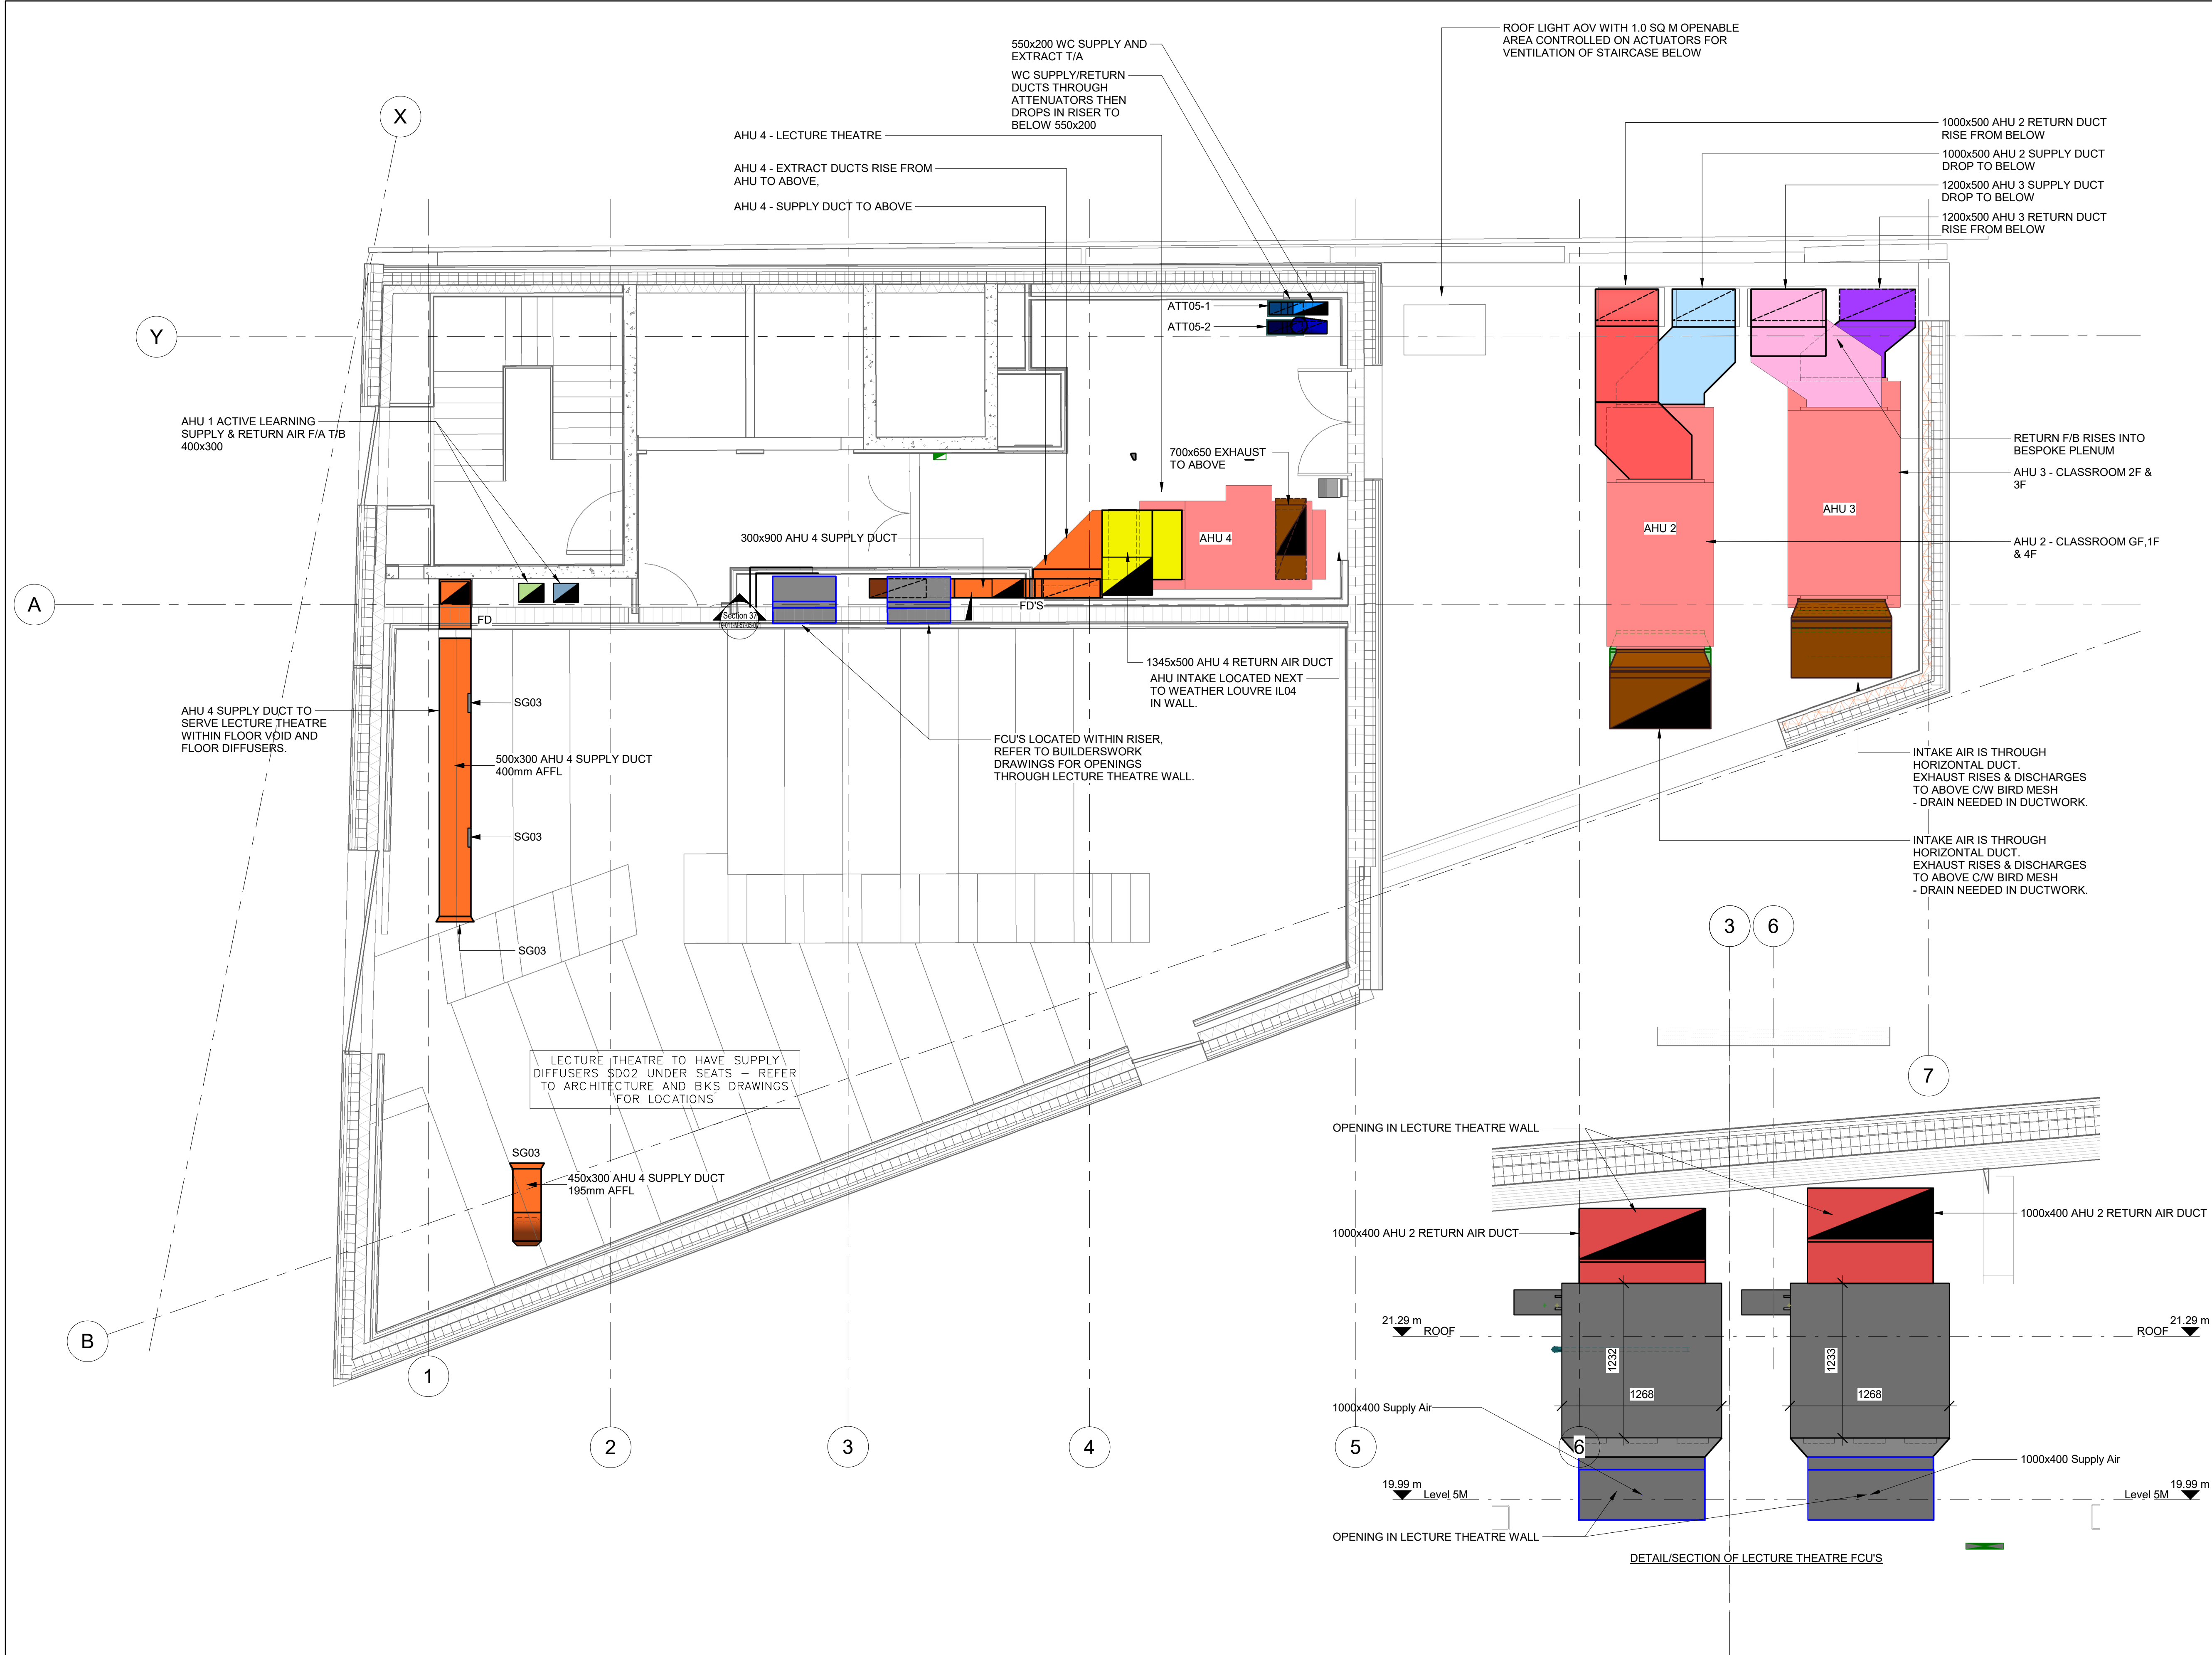 ROOF LIGHT AOV WITH 1.0 SQ M OPENABLE
AREA CONTROLLED ON ACTUATORS FOR
VENTILATION OF STAIRCASE BELOW
550x200 WC SUPPLY AND
EXTRACT T/A
WC SUPPLY/RETURN
DUCTS THROUGH
ATTENUATORS THEN
DROPS IN RISER TO
BELOW 550x200
AHU 4 - LECTURE THEATRE
AHU 4 - EXTRACT DUCTS RISE FROM
AHU TO ABOVE,
AHU 4 - SUPPLY DUCT TO ABOVE
1000x500 AHU 2 RETURN DUCT
RISE FROM BELOW
1000x500 AHU 2 SUPPLY DUCT
DROP TO BELOW
1200x500 AHU 3 SUPPLY DUCT
DROP TO BELOW
1200x500 AHU 3 RETURN DUCT
RISE FROM BELOW
X
Y
A
B
ATT05-1
ATT05-2
AHU 1 ACTIVE LEARNING
SUPPLY & RETURN AIR F/A T/B
400x300
700x650 EXHAUST
TO ABOVE
300x900 AHU 4 SUPPLY DUCT
AHU 4
AHU 2
AHU 3
RETURN F/B RISES INTO
BESPOKE PLENUM
AHU 3 - CLASSROOM 2F &
3F
AHU 2 - CLASSROOM GF,1F
& 4F
FD
FD'S
Section 37
1345x500 AHU 4 RETURN AIR DUCT
AHU INTAKE LOCATED NEXT
TO WEATHER LOUVRE IL04
IN WALL.
FCU'S LOCATED WITHIN RISER,
REFER TO BUILDERSWORK
DRAWINGS FOR OPENINGS
THROUGH LECTURE THEATRE WALL.
AHU 4 SUPPLY DUCT TO
SERVE LECTURE THEATRE
WITHIN FLOOR VOID AND
FLOOR DIFFUSERS.
SG03
500x300 AHU 4 SUPPLY DUCT
400mm AFFL
SG03
SG03
INTAKE AIR IS THROUGH
HORIZONTAL DUCT.
EXHAUST RISES & DISCHARGES
TO ABOVE C/W BIRD MESH
- DRAIN NEEDED IN DUCTWORK.
INTAKE AIR IS THROUGH
HORIZONTAL DUCT.
EXHAUST RISES & DISCHARGES
TO ABOVE C/W BIRD MESH
- DRAIN NEEDED IN DUCTWORK.
LECTURE THEATRE TO HAVE SUPPLY
DIFFUSERS SD02 UNDER SEATS – REFER
TO ARCHITECTURE AND BKS DRAWINGS
FOR LOCATIONS
SG03
450x300 AHU 4 SUPPLY DUCT
195mm AFFL
1
2
3
4
5
6
7
3
6
OPENING IN LECTURE THEATRE WALL
1000x400 AHU 2 RETURN AIR DUCT
1000x400 AHU 2 RETURN AIR DUCT
21.29 m
ROOF
ROOF
21.29 m
1232
1268
1233
1268
1000x400 Supply Air
1000x400 Supply Air
19.99 m
Level 5M
Level 5M
19.99 m
OPENING IN LECTURE THEATRE WALL
DETAIL/SECTION OF LECTURE THEATRE FCU'S